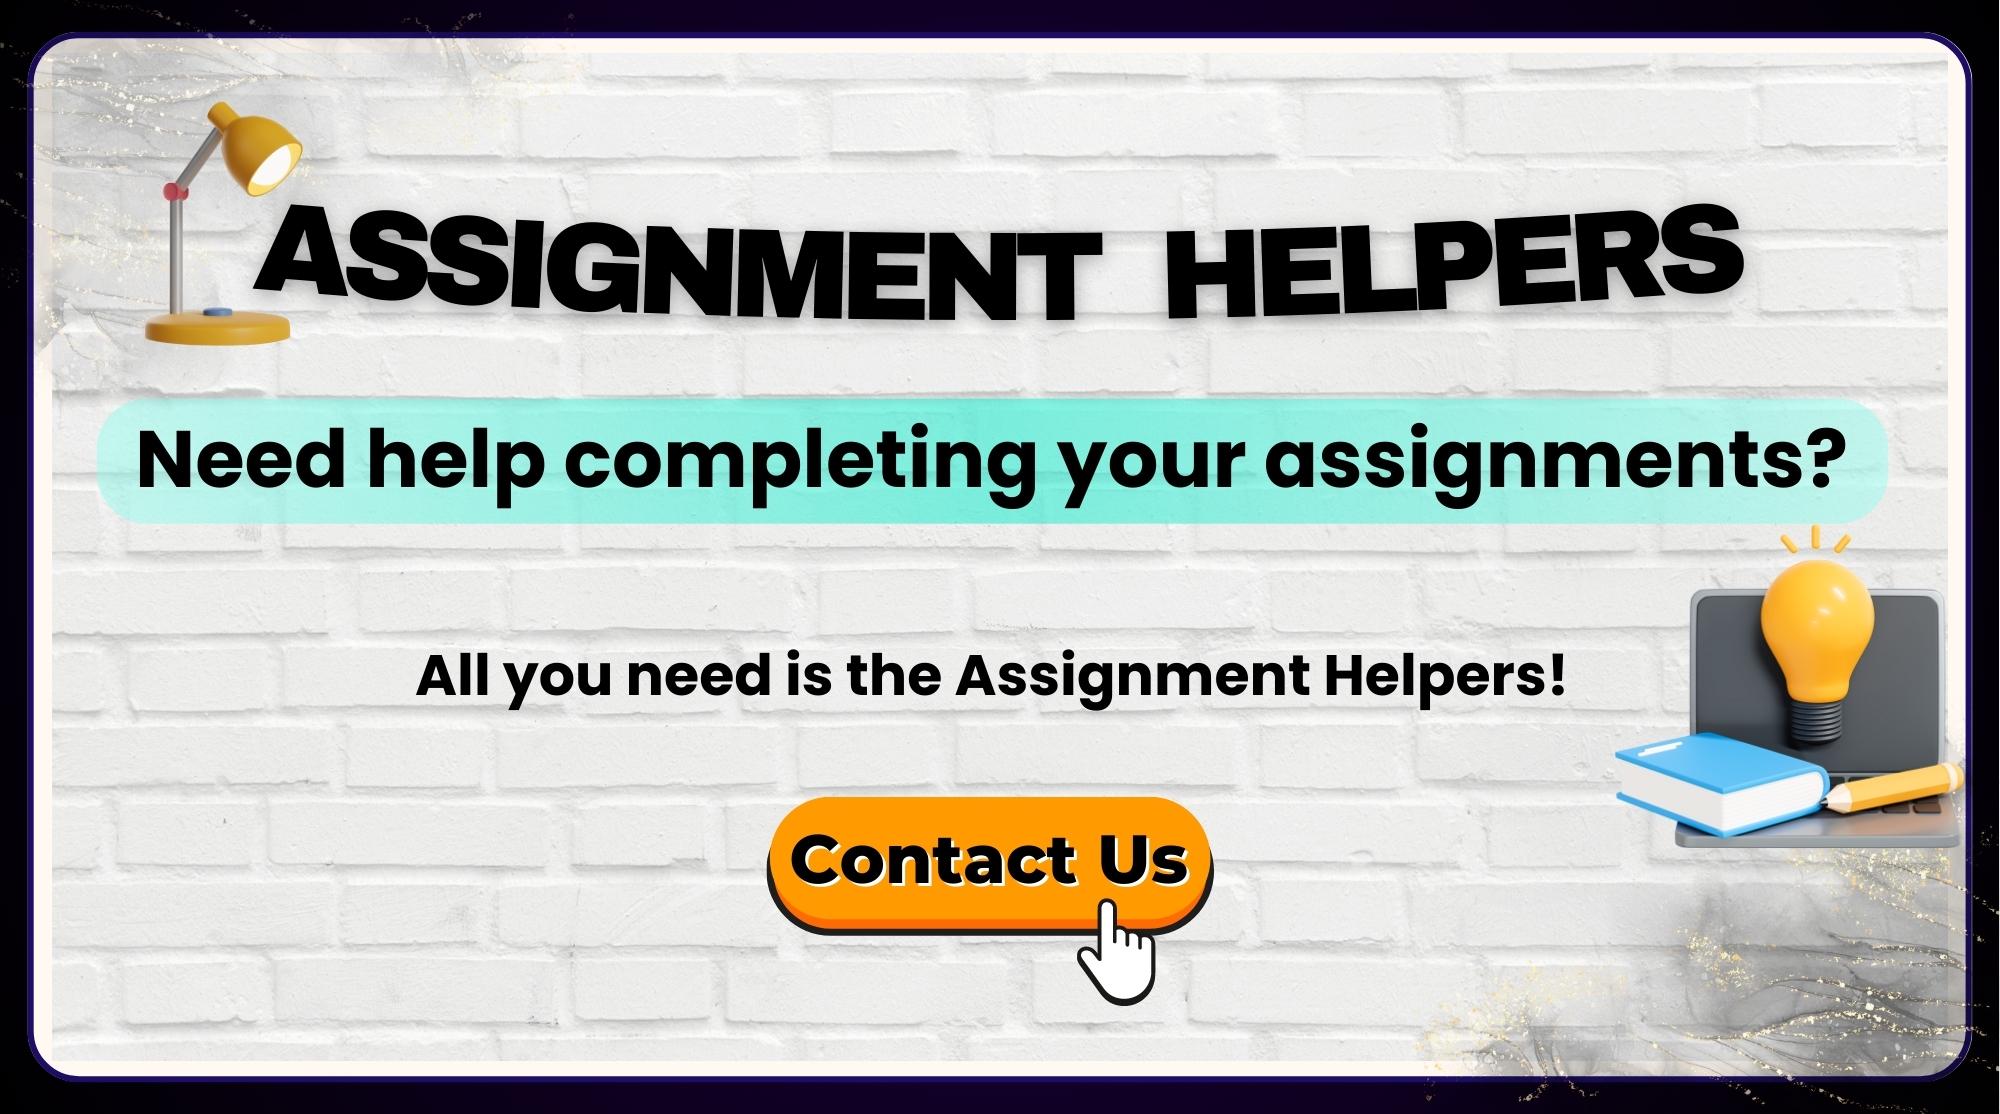 ASSIGNMENT HELPERS
Need help completing your assignments?
All you need is the Assignment Helpers!
Contact Us